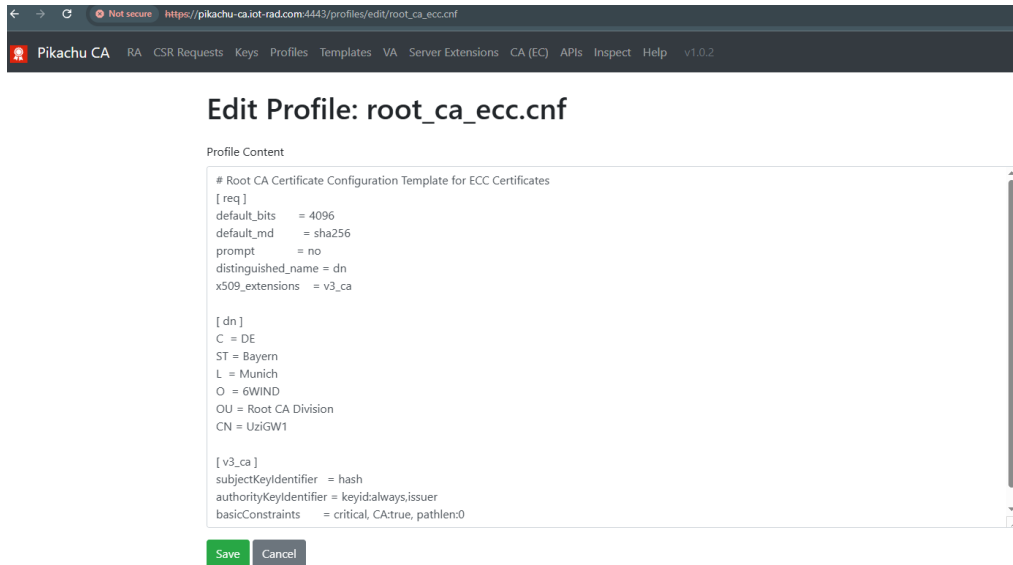 Not secure https://pikachu-ca.iot-rad.com:4443/profiles/edit/root_ca_ecc.cnf
Pikachu CA RA CSR Requests Keys Profiles Templates VA Server Extensions CA (EC) APIs Inspect Help v1.0.2
Edit Profile: root_ca_ecc.cnf
Profile Content
# Root CA Certificate Configuration Template for ECC Certificates
[ req ]
default_bits = 4096
default_md = sha256
prompt = no
distinguished_name = dn
x509_extensions = v3_ca
[ dn ]
C = DE
ST = Bayern
L = Munich
O = 6WIND
OU = Root CA Division
CN = UziGW1
[ v3_ca ]
subjectKeyIdentifier = hash
authorityKeyIdentifier = keyid:always,issuer
basicConstraints = critical, CA:true, pathlen:0
Save Cancel